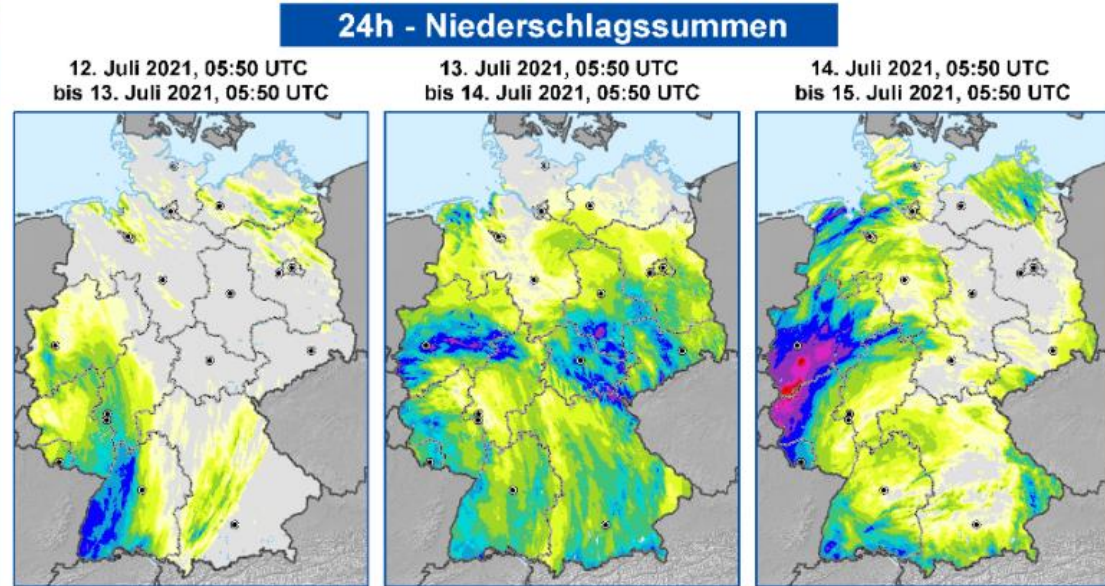 24h - Niederschlagssummen
12. Juli 2021, 05:50 UTC
bis 13. Juli 2021, 05:50 UTC
13. Juli 2021, 05:50 UTC
bis 14. Juli 2021, 05:50 UTC
14. Juli 2021, 05:50 UTC
bis 15. Juli 2021, 05:50 UTC